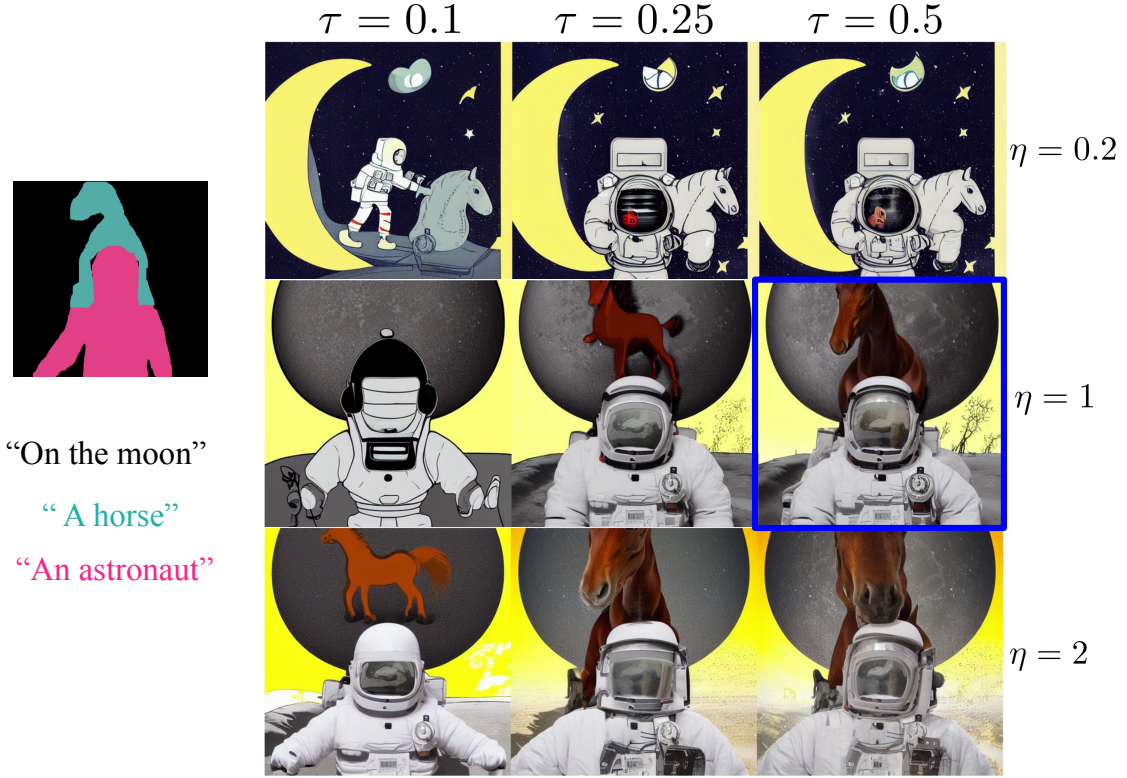 τ = 0.1
τ = 0.25
τ = 0.5
η = 0.2
η = 1
η = 2
“On the moon”
“ A horse”
“An astronaut”